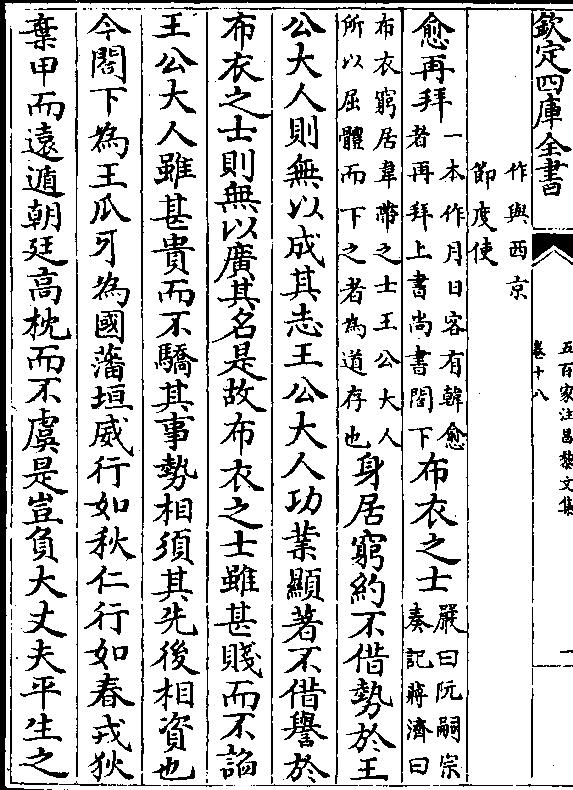 欽定四庫全書
五百家注昌黎文集
卷十八
一
作與西京
節度使
愈再拜一本作月日客有韓愈
者再拜上書尚書閤下布衣之士嚴曰阮嗣宗
奏記蔣濟曰
布衣窮居韋帶之士王公大人
所以屈體而下之者為道存也身居窮約不借勢於王
公大人則無以成其志王公大人功業顯著不借譽於
布衣之士則無以廣其名是故布衣之士雖甚賤而不諂
王公大人雖甚貴而不驕其事勢相須其先後相資也
今閤下為王爪牙為國藩垣威行如秋仁行如春戎狄
棄甲而遠遁朝廷高枕而不虞是豈負大丈夫平生之